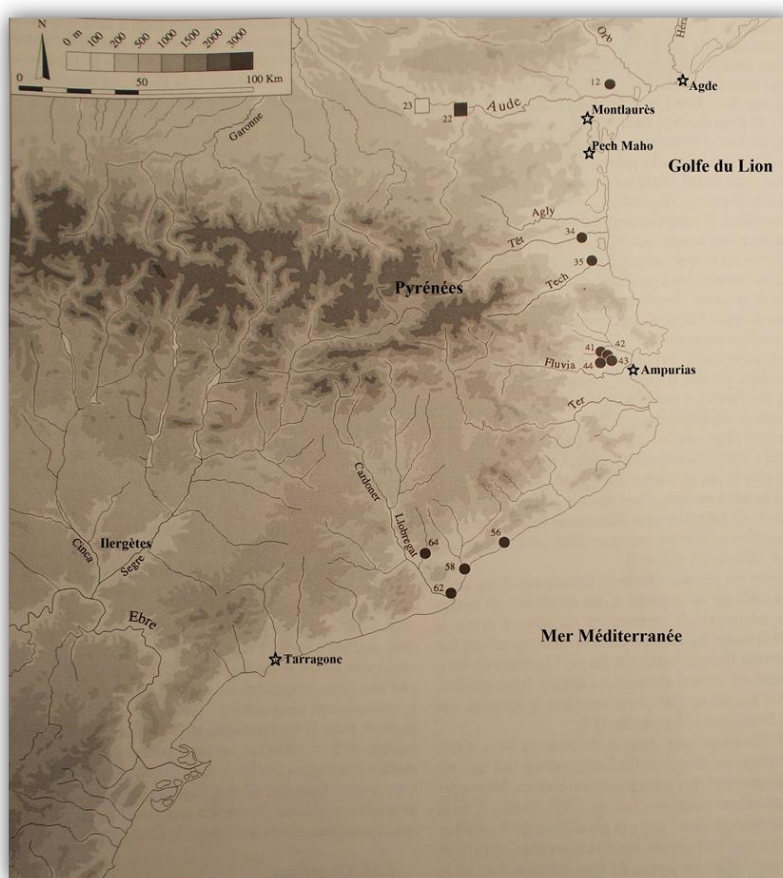 N
0 m 100 200 500 1000 1500 2000 3000
0 50 100 Km
Orb
Héra
12
Agde
23
22
Aude
Montlaurès
Garonne
Pech Maho
Golfe du Lion
Agly
34
Têt
35
Pyrénées
Tech
41 42
Fluvia 44 43
Ampurias
Ter
Cardoner
Llobregat
Ilergètes
Cinca
Segre
64
56
58
62
Ebre
Mer Méditerranée
Tarragone